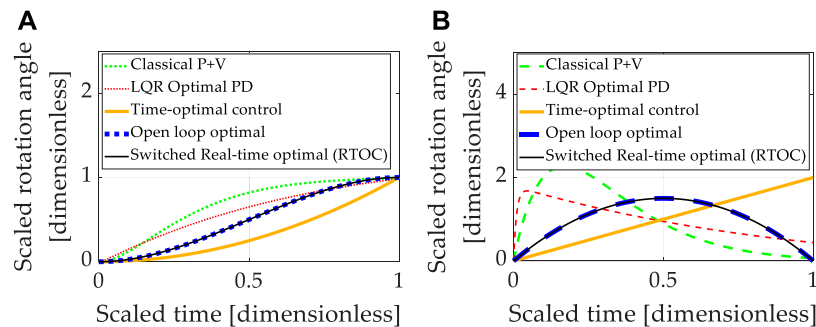 A
Scaled rotation angle
[dimensionless]
2
1
0
Classical P+V
LQR Optimal PD
Time-optimal control
Open loop optimal
Switched Real-time optimal (RTOC)
0
0.5
1
Scaled time [dimensionless]
B
Scaled rotation angle
[dimensionless]
4
2
0
Classical P+V
LQR Optimal PD
Time-optimal control
Open loop optimal
Switched Real-time optimal (RTOC)
0
0.5
1
Scaled time [dimensionless]